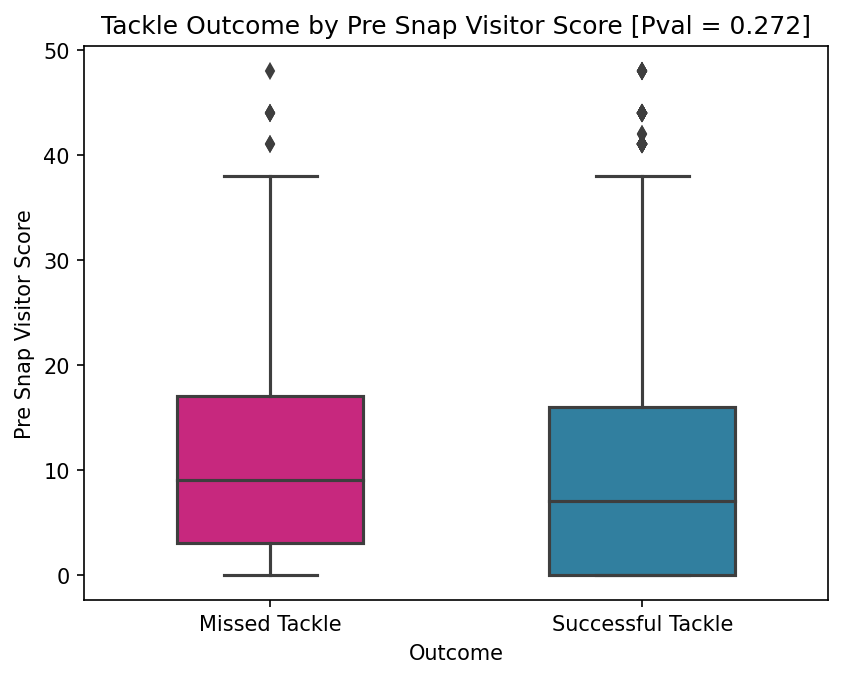 Tackle Outcome by Pre Snap Visitor Score [Pval = 0.272]
50
40
30
20
10
0
Pre Snap Visitor Score
Missed Tackle
Successful Tackle
Outcome